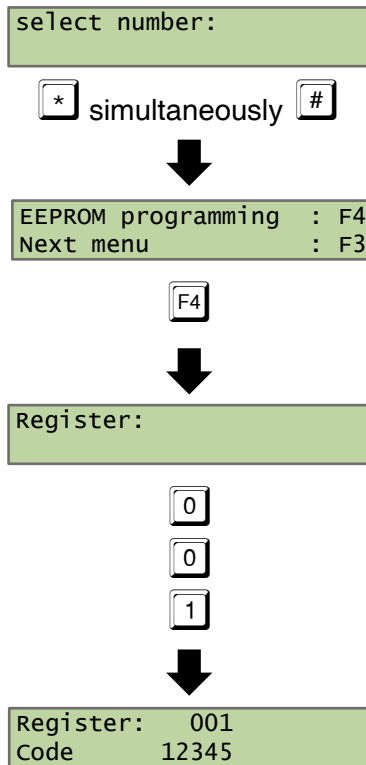 select number:
* simultaneously #
EEPROM programming : F4
Next menu : F3
F4
Register:
0
0
1
Register: 001
Code 12345